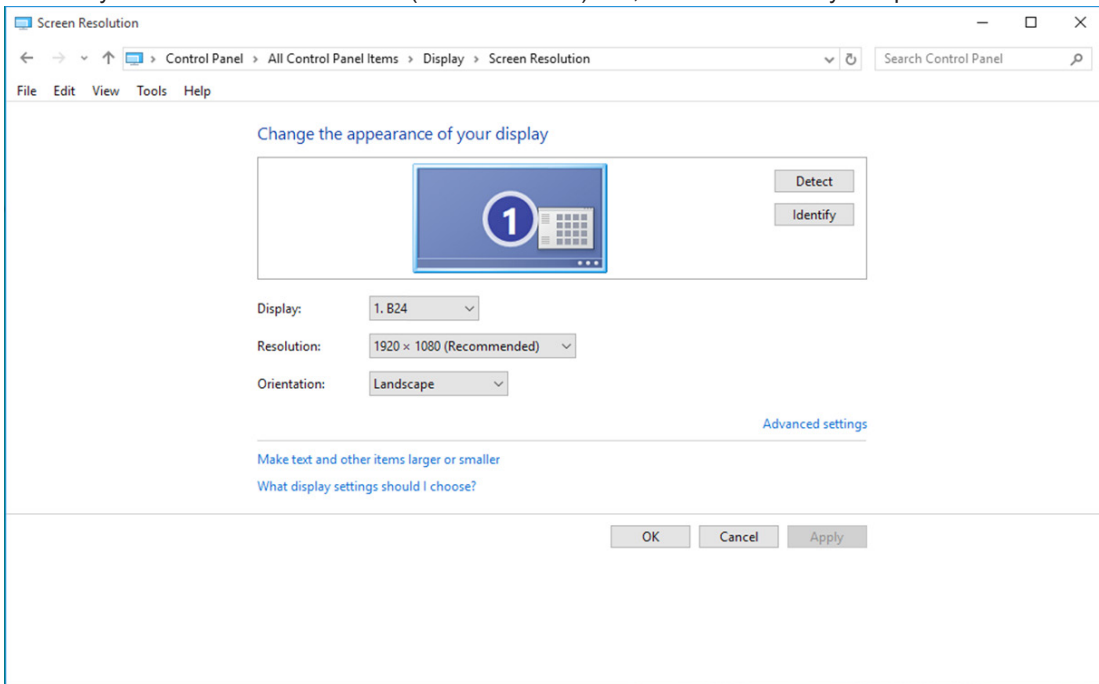 Screen Resolution
Control Panel > All Control Panel Items > Display > Screen Resolution
Search Control Panel
File Edit View Tools Help
Change the appearance of your display
1
Detect
Identify
Display: 1. B24
Resolution: 1920 × 1080 (Recommended)
Orientation: Landscape
Advanced settings
Make text and other items larger or smaller
What display settings should I choose?
OK Cancel Apply